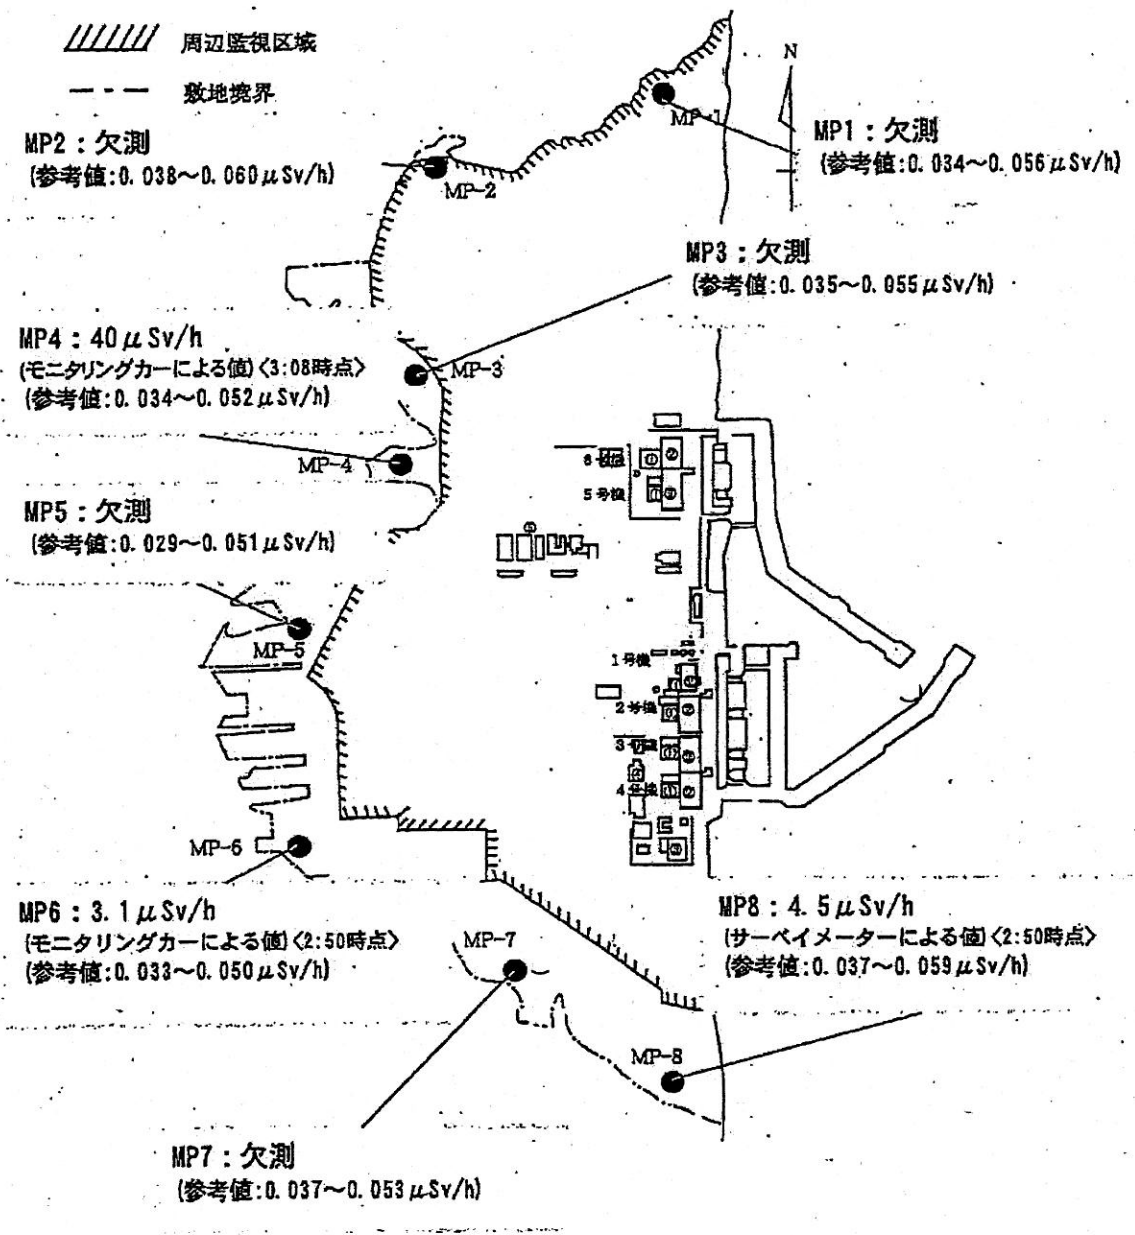 周辺監視区域
敷地境界
N
MP2：欠測
(参考値:0.038～0.060μSv/h)
MP-2
MP-1
MP1：欠測
(参考値:0.034～0.056μSv/h)
MP3：欠測
(参考値:0.035～0.055μSv/h)
MP4：40μSv/h
(モニタリングカーによる値)〈3:08時点〉
(参考値:0.034～0.052μSv/h)
MP-3
MP-4
6号機
5号機
MP5：欠測
(参考値:0.029～0.051μSv/h)
MP-5
1号機
2号機
3号機
4号機
MP-6
MP6：3.1μSv/h
(モニタリングカーによる値)〈2:50時点〉
(参考値:0.033～0.050μSv/h)
MP-7
MP8：4.5μSv/h
(サーベイメーターによる値)〈2:50時点〉
(参考値:0.037～0.059μSv/h)
MP-8
MP7：欠測
(参考値:0.037～0.053μSv/h)